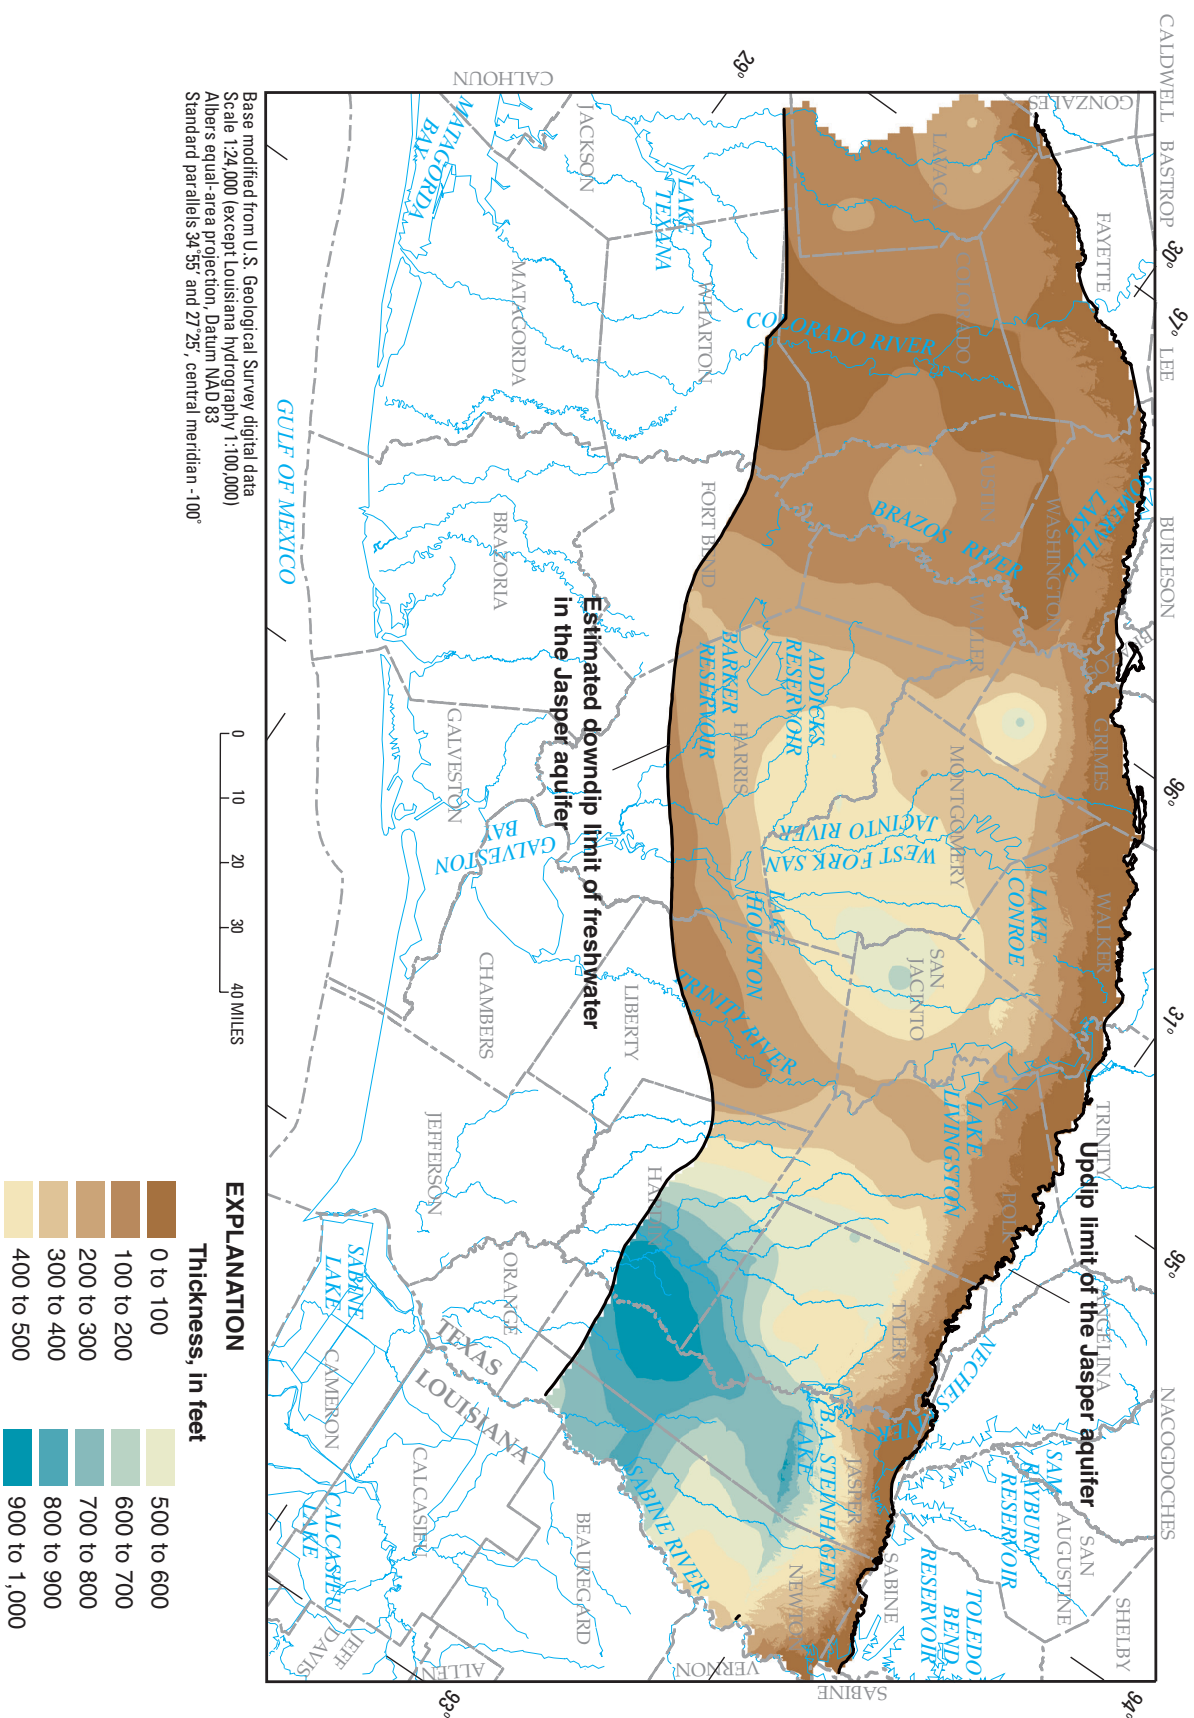 CALDWELL
BASTROP
30°
97°
LEE
BURLESON
96°
31°
95°
NACOGDOCHES
94°
GONZALES
FAYETTE
LAVACA
COLORADO
COLORADO RIVER
WASHINGTON
SOMERVILLE
LAKE
AUSTIN
BRAZOS RIVER
WALLER
GRIMES
MONTGOMERY
WALKER
LAKE
CONROE
SAN
JACINTO
WEST FORK SAN
JACINTO RIVER
ADDICKS
RESERVOIR
BARKER
RESERVOIR
HARRIS
LAKE
HOUSTON
TRINITY RIVER
LAKE
LIVINGSTON
TRINITY
POLK
Updip limit of the Jasper aquifer
ANGELINA
NECHES RIVER
TYLER
SAM
RAYBURN
RESERVOIR
SAN
AUGUSTINE
SHELBY
SABINE
TOLEDO
BEND
RESERVOIR
JASPER
B.A. STEINHAGEN
LAKE
NEWTON
SABINE
VERNON
SABINE RIVER
HARDIN
29°
CALHOUN
JACKSON
LAKE
TEXANA
WHARTON
FORT BEND
MATAGORDA
BAY
MATAGORDA
BRAZORIA
Estimated downdip limit of freshwater
in the Jasper aquifer
GALVESTON
GALVESTON
BAY
LIBERTY
CHAMBERS
JEFFERSON
ORANGE
TEXAS
LOUISIANA
BEAUREGARD
CALCASIEU
CAMERON
SABINE
LAKE
CALCASIEU
LAKE
JEFF
DAVIS
ALLEN
93°
GULF OF MEXICO
Base modified from U.S. Geological Survey digital data
Scale 1:24,000 (except Louisiana hydrography 1:100,000)
Albers equal-area projection, Datum NAD 83
Standard parallels 34°55' and 27°25', central meridian -100°
0 10 20 30 40 MILES
EXPLANATION
Thickness, in feet
0 to 100
100 to 200
200 to 300
300 to 400
400 to 500
500 to 600
600 to 700
700 to 800
800 to 900
900 to 1,000